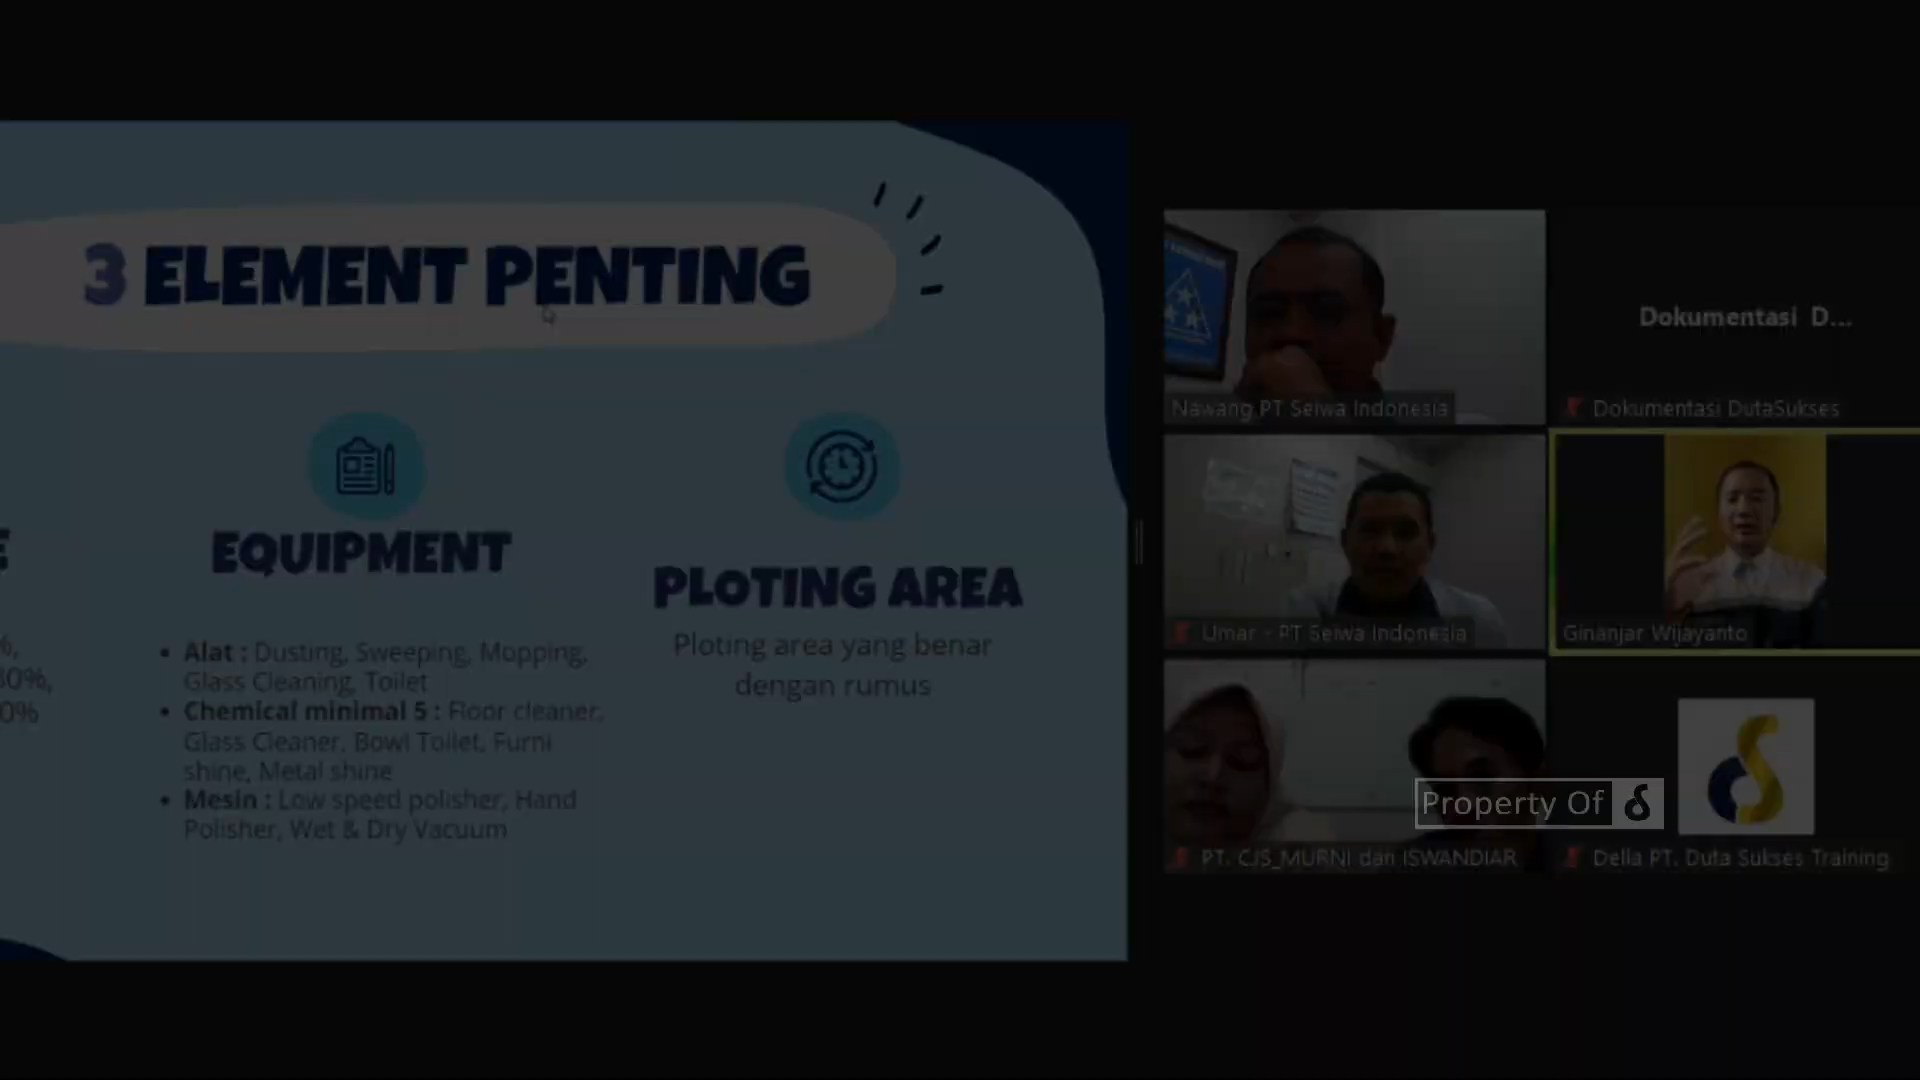 3 ELEMENT PENTING
EQUIPMENT
Alat : Dusting, Sweeping, Mopping,
Glass Cleaning, Toilet
Chemical minimal 5 : Floor cleaner,
Glass Cleaner, Bowl Toilet, Furni
shine, Metal shine
Mesin : Low speed polisher, Hand
Polisher, Wet & Dry Vacuum
PLOTING AREA
Ploting area yang benar
dengan rumus
%,
30%,
0%
Nawang PT Seiwa Indonesia
Dokumentasi D...
Dokumentasi DutaSukses
Umar - PT Seiwa Indonesia
Ginanjar Wijayanto
PT. CJS_MURNI dan ISWANDIAR
Property Of
Della PT. Duta Sukses Training